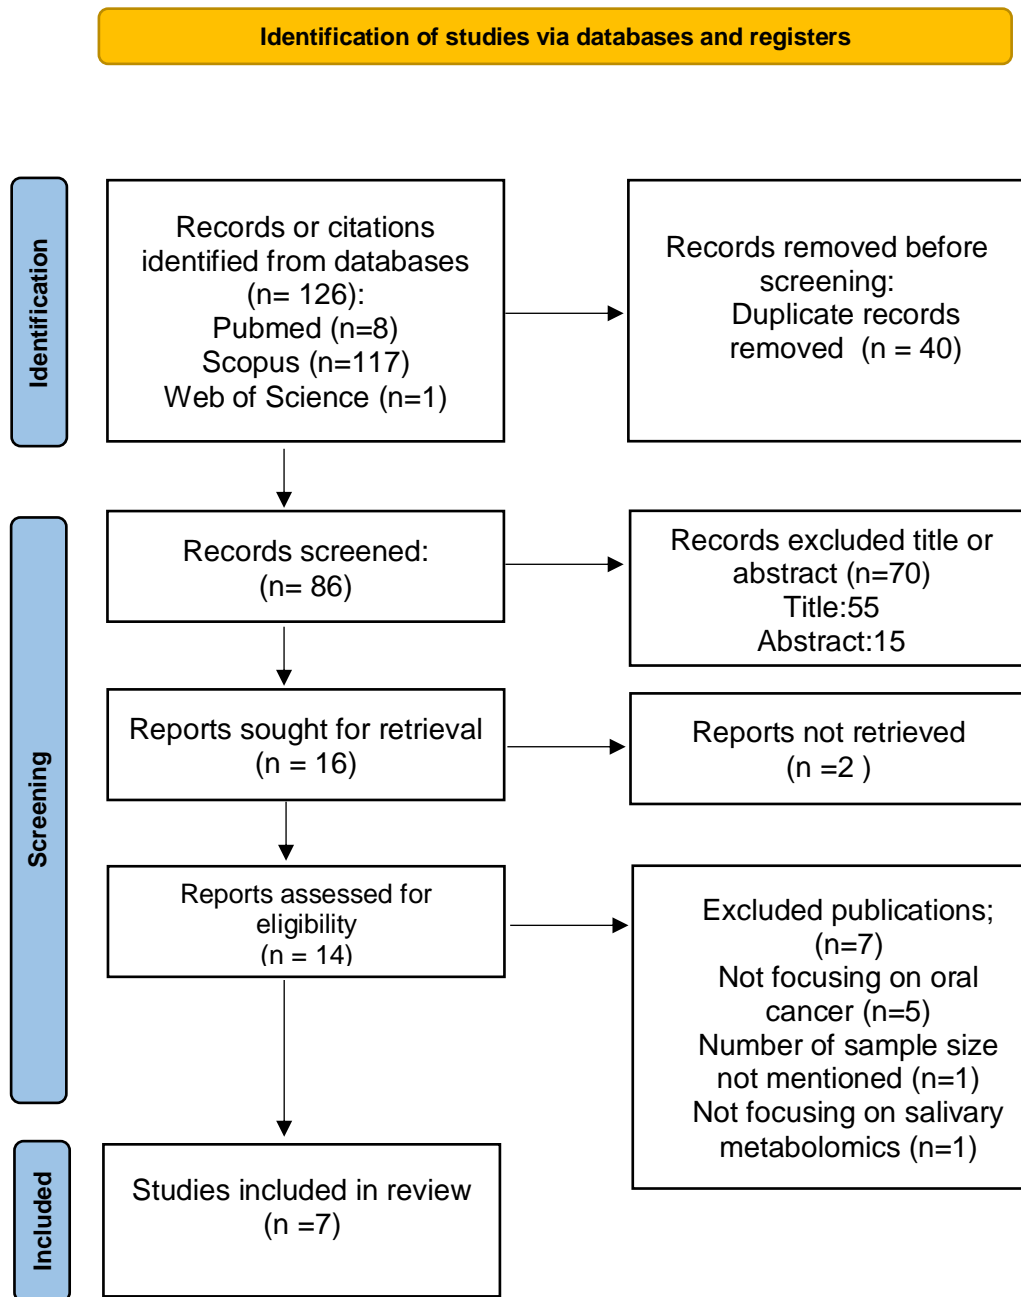 Identification of studies via databases and registers
Identification
Records or citations
identified from databases
(n= 126):
Pubmed (n=8)
Scopus (n=117)
Web of Science (n=1)
Records removed before
screening:
Duplicate records
removed  (n = 40)
Screening
Records screened:
(n= 86)
Records excluded title or
abstract (n=70)
Title:55
Abstract:15
Reports sought for retrieval
(n = 16)
Reports not retrieved
(n =2 )
Reports assessed for
eligibility
(n = 14)
Excluded publications;
(n=7)
Not focusing on oral
cancer (n=5)
Number of sample size
not mentioned (n=1)
Not focusing on salivary
metabolomics (n=1)
Included
Studies included in review
(n =7)